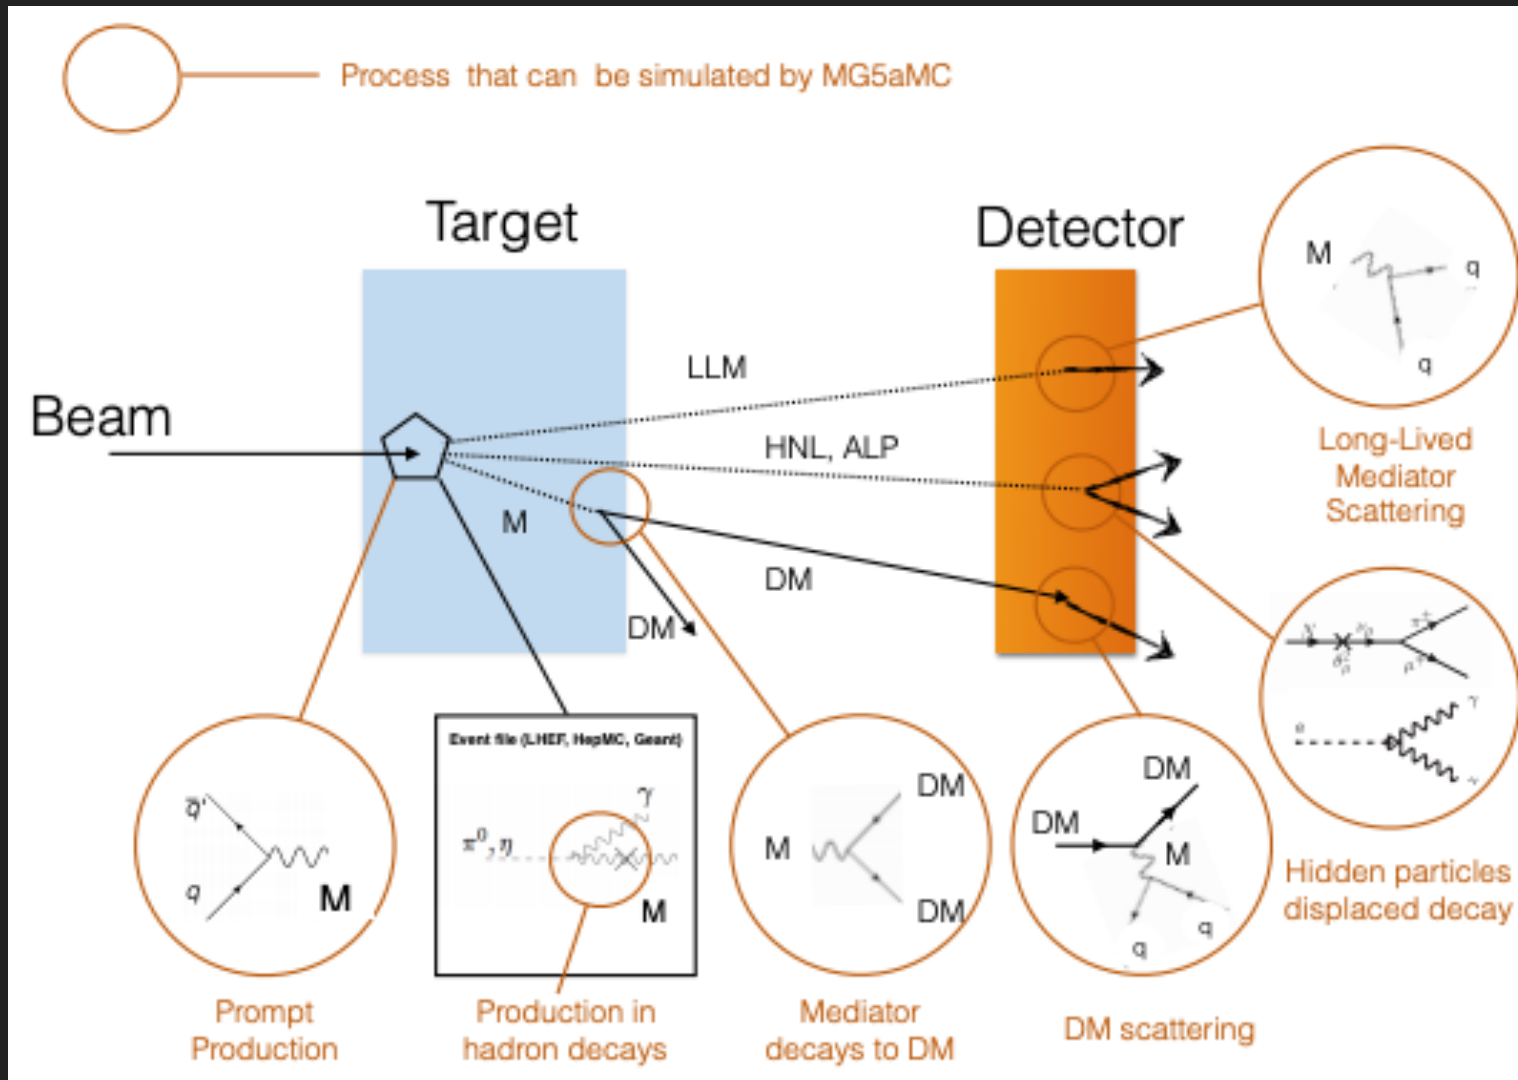 Process that can be simulated by MG5aMC
Target
Detector
Beam
LLM
HNL, ALP
M
DM
DM
M
q
q
Long-Lived
Mediator
Scattering
q̅'
q
M
Prompt
Production
Event file (LHEF, HepMC, Geant)
π⁰, η
γ
M
Production in
hadron decays
M
DM
DM
Mediator
decays to DM
DM
DM
M
q
q
DM scattering
N
π±
γ
Hidden particles
displaced decay